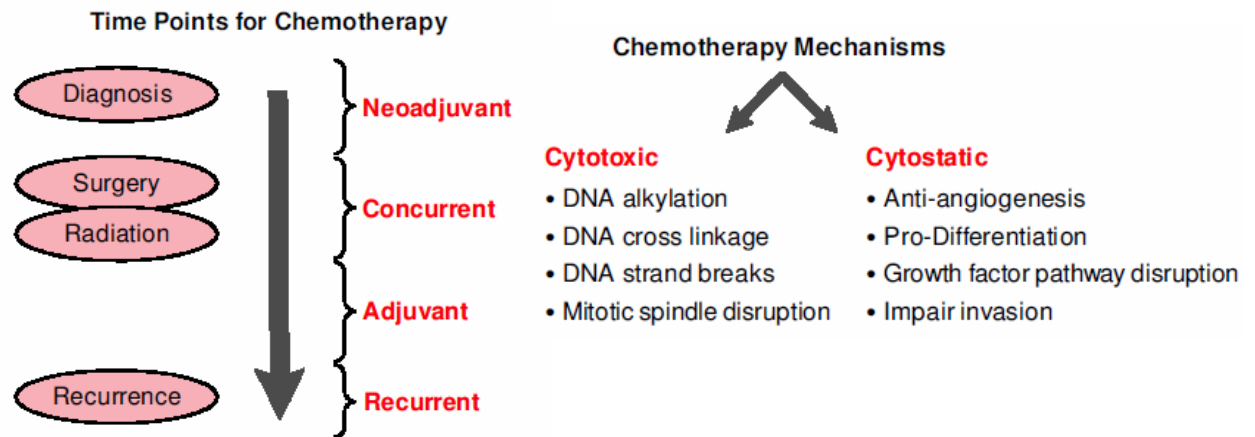 Time Points for Chemotherapy
Diagnosis
Surgery
Radiation
Recurrence
Neoadjuvant
Concurrent
Adjuvant
Recurrent
Chemotherapy Mechanisms
Cytotoxic
• DNA alkylation
• DNA cross linkage
• DNA strand breaks
• Mitotic spindle disruption
Cytostatic
• Anti-angiogenesis
• Pro-Differentiation
• Growth factor pathway disruption
• Impair invasion